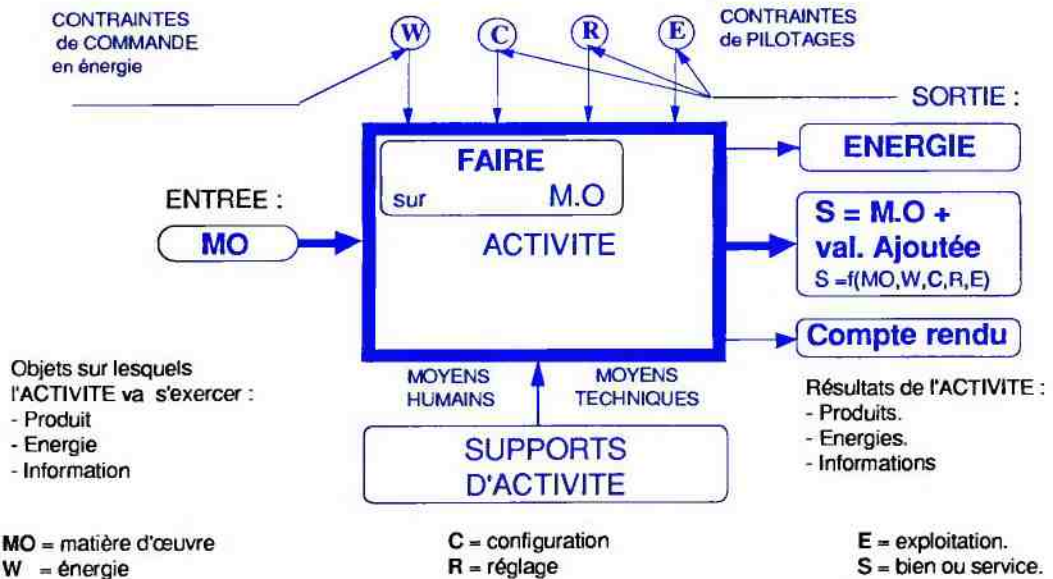 CONTRAINTES
de COMMANDE
en énergie
W
C
R
E
CONTRAINTES
de PILOTAGES
SORTIE :
ENERGIE
FAIRE
sur M.O
ACTIVITE
ENTREE :
MO
S = M.O +
val. Ajoutée
S =f(MO,W,C,R,E)
Compte rendu
Objets sur lesquels
l'ACTIVITE va s'exercer :
- Produit
- Energie
- Information
MOYENS
HUMAINS
MOYENS
TECHNIQUES
SUPPORTS
D'ACTIVITE
Résultats de l'ACTIVITE :
- Produits.
- Energies.
- Informations
MO = matière d'œuvre
W = énergie
C = configuration
R = réglage
E = exploitation.
S = bien ou service.